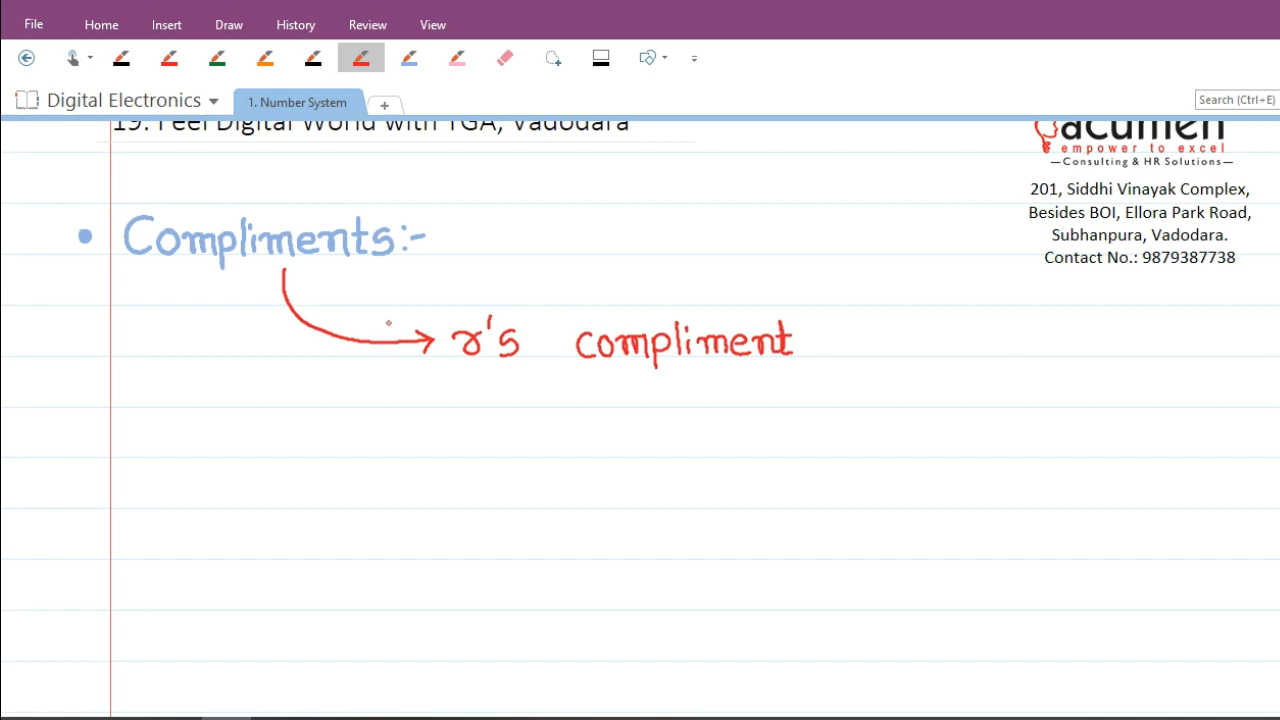 File Home Insert Draw History Review View
Digital Electronics 1. Number System + Search (Ctrl+E)
19. Feel Digital World with TGA, Vadodara
acumen
empower to excel
—Consulting & HR Solutions—
201, Siddhi Vinayak Complex,
Besides BOI, Ellora Park Road,
Subhanpura, Vadodara.
Contact No.: 9879387738
• Compliments:-
r's compliment